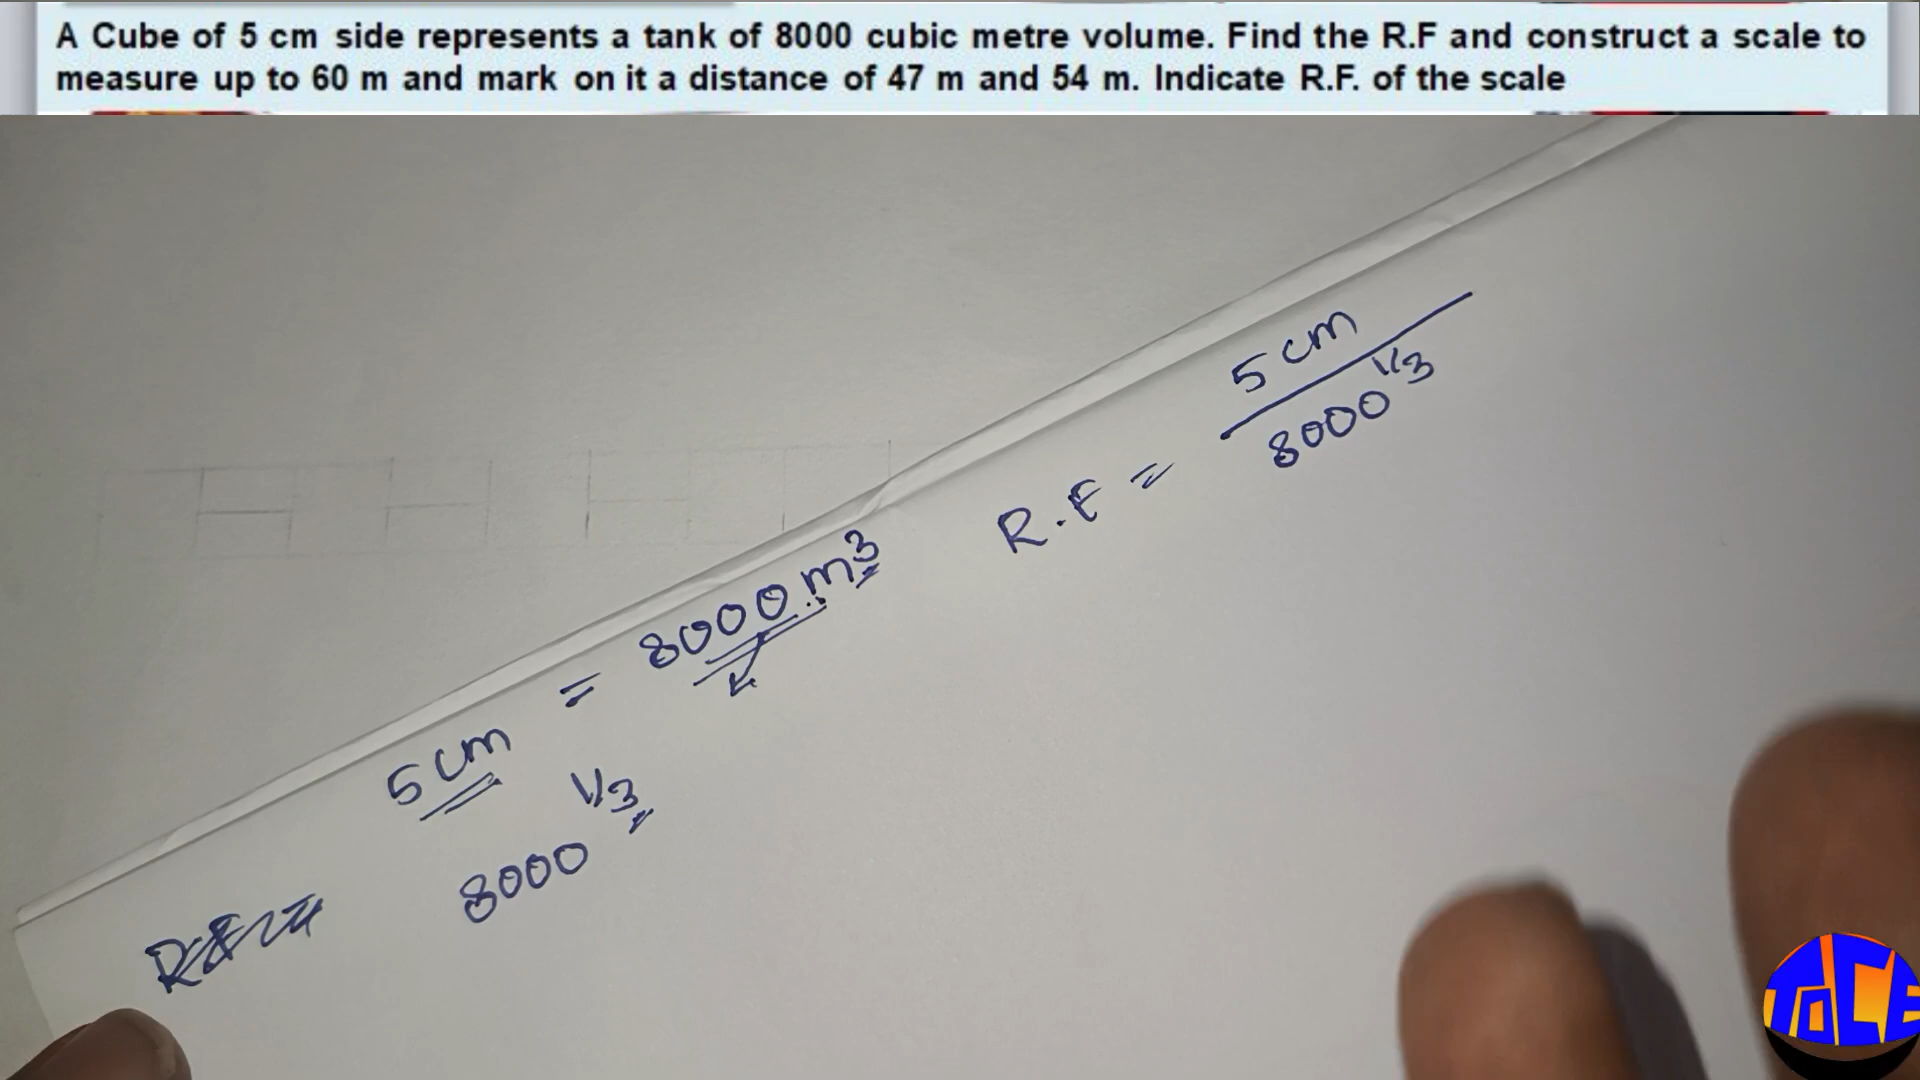 A Cube of 5 cm side represents a tank of 8000 cubic metre volume. Find the R.F and construct a scale to
measure up to 60 m and mark on it a distance of 47 m and 54 m. Indicate R.F. of the scale
5 cm
R.F =
8000^1/3
5 cm = 8000 m^3
8000^1/3